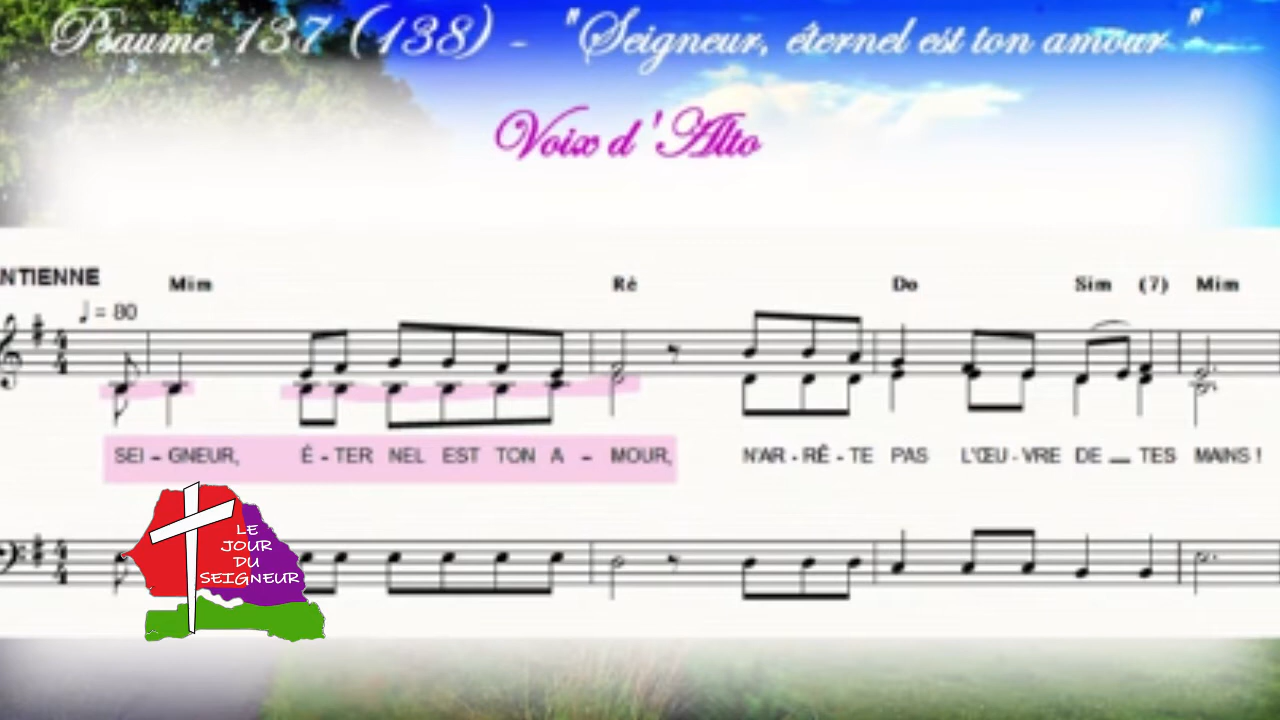 Psaume 137 (138) - "Seigneur, éternel est ton amour"
Voix d'Alto
NTIENNE
Mim Ré Do Sim (7) Mim
♩ = 80
SEI - GNEUR, É - TER NEL EST TON A - MOUR, N'AR - RÊ - TE PAS L'ŒU - VRE DE TES MAINS !
LE
JOUR
DU
SEIGNEUR